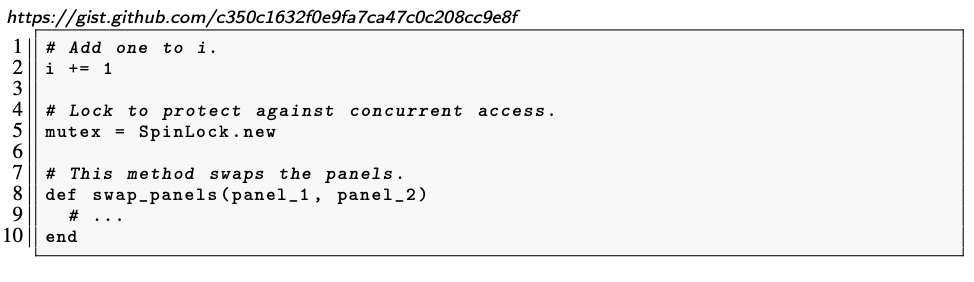 https://gist.github.com/c350c1632f0e9fa7ca47c0c208cc9e8f
1 # Add one to i.
2 i += 1
3
4 # Lock to protect against concurrent access.
5 mutex = SpinLock.new
6
7 # This method swaps the panels.
8 def swap_panels(panel_1, panel_2)
9   # ...
10 end